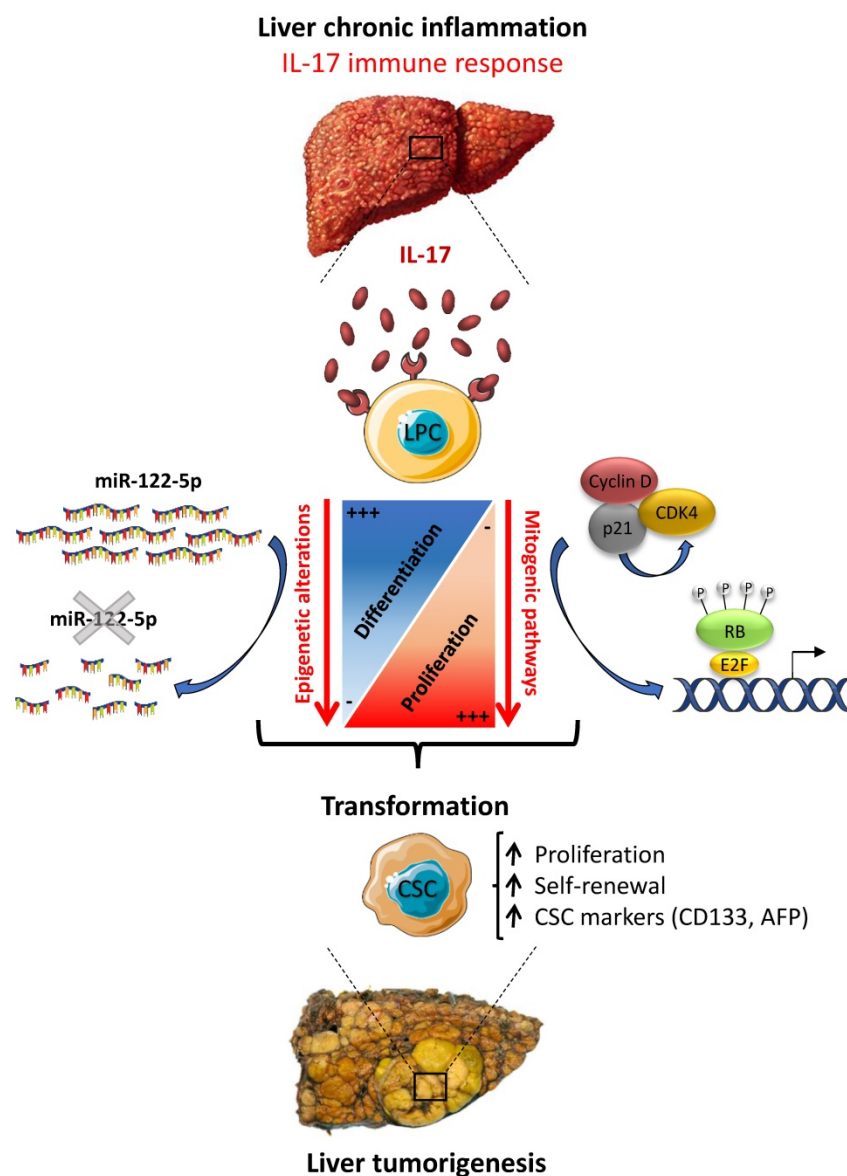 Liver chronic inflammation
IL-17 immune response
IL-17
LPC
miR-122-5p
miR-122-5p
Epigenetic alterations
+++
Differentiation
-
-
Proliferation
+++
Mitogenic pathways
Cyclin D
CDK4
p21
P
P
P
P
RB
E2F
Transformation
CSC
Proliferation
Self-renewal
CSC markers (CD133, AFP)
Liver tumorigenesis